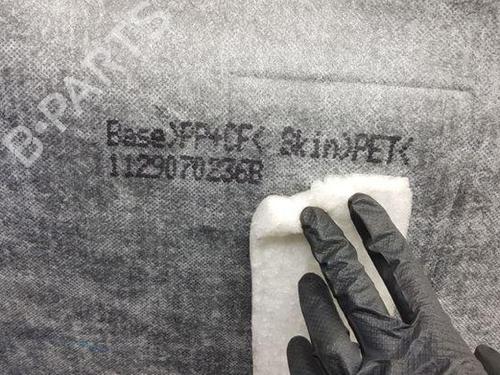 B-PARTS
Base>PP+CF< Skin>PET<
1129070236B